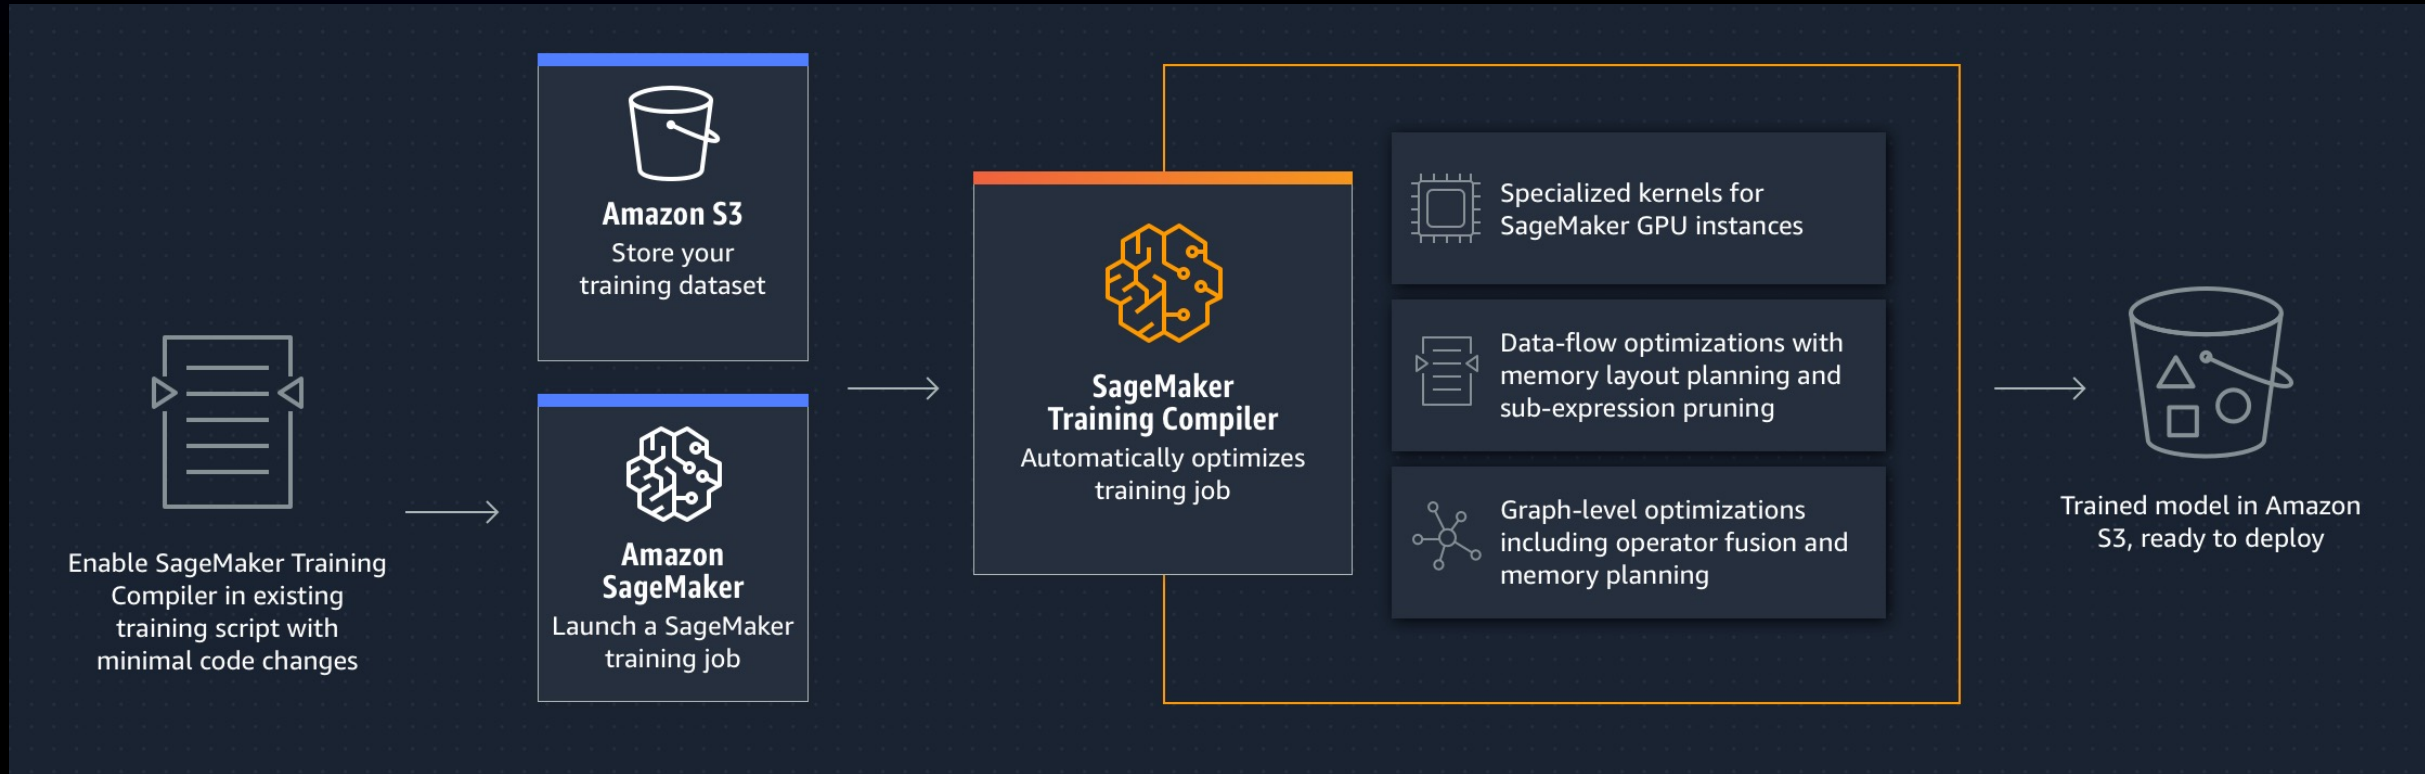 Enable SageMaker Training
Compiler in existing
training script with
minimal code changes
Amazon S3
Store your
training dataset
Amazon
SageMaker
Launch a SageMaker
training job
SageMaker
Training Compiler
Automatically optimizes
training job
Specialized kernels for
SageMaker GPU instances
Data-flow optimizations with
memory layout planning and
sub-expression pruning
Graph-level optimizations
including operator fusion and
memory planning
Trained model in Amazon
S3, ready to deploy